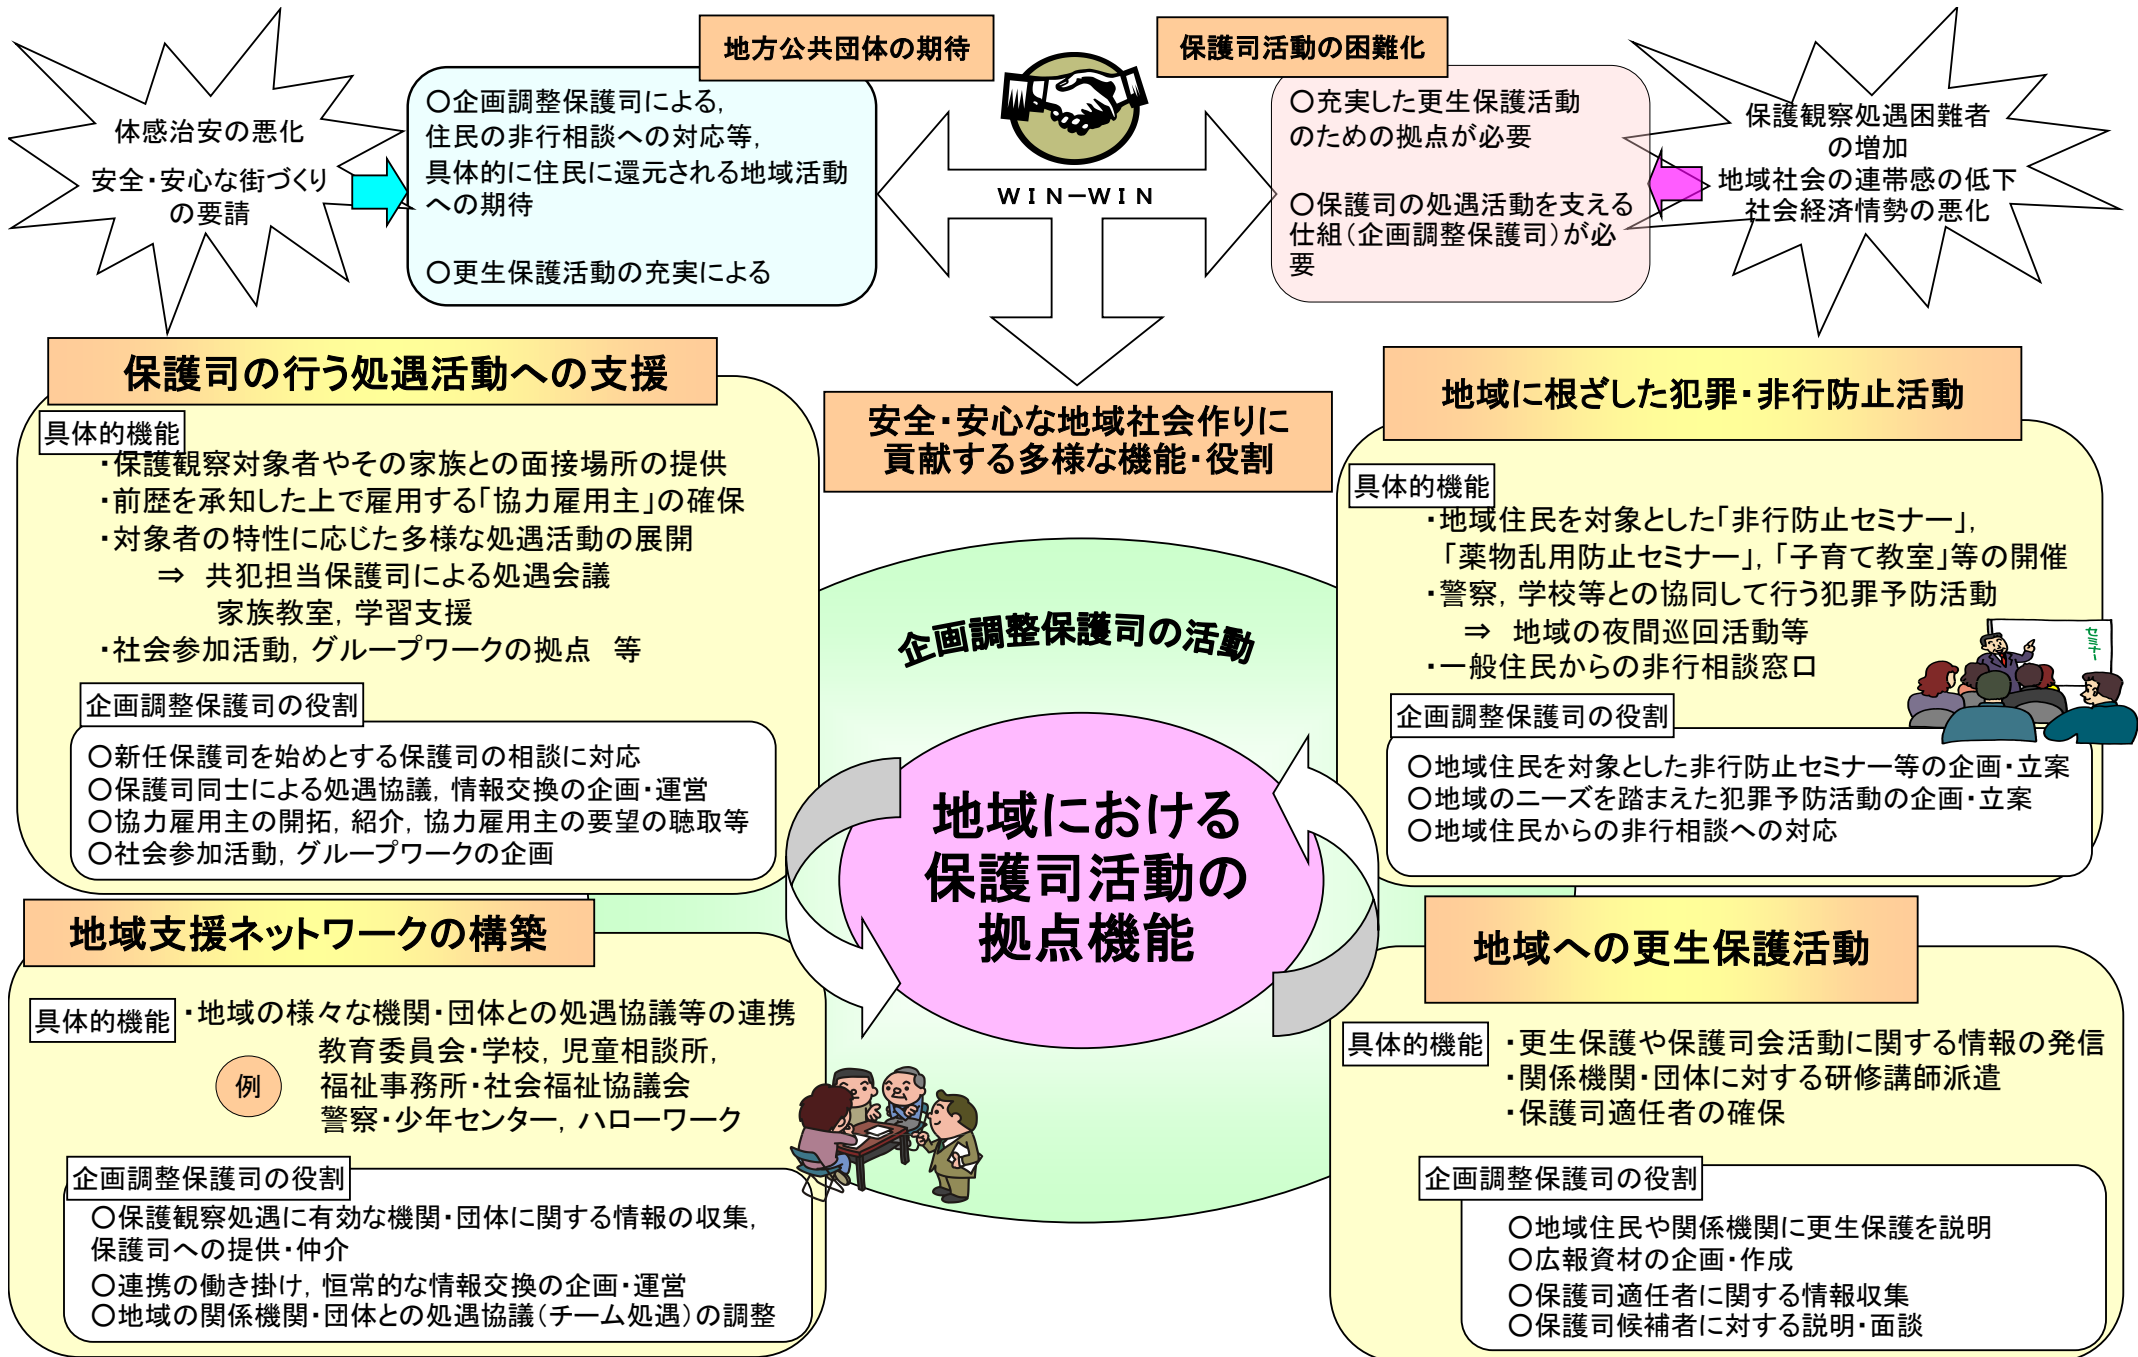 地方公共団体の期待
保護司活動の困難化
体感治安の悪化
安全・安心な街づくり
の要請
〇企画調整保護司による,
住民の非行相談への対応等,
具体的に住民に還元される地域活動
への期待
〇更生保護活動の充実による
WIN－WIN
〇充実した更生保護活動
のための拠点が必要
〇保護司の処遇活動を支える
仕組（企画調整保護司）が必
要
保護観察処遇困難者
の増加
地域社会の連帯感の低下
社会経済情勢の悪化
保護司の行う処遇活動への支援
具体的機能
・保護観察対象者やその家族との面接場所の提供
・前歴を承知した上で雇用する「協力雇用主」の確保
・対象者の特性に応じた多様な処遇活動の展開
⇒ 共犯担当保護司による処遇会議
家族教室, 学習支援
・社会参加活動, グループワークの拠点 等
企画調整保護司の役割
〇新任保護司を始めとする保護司の相談に対応
〇保護司同士による処遇協議, 情報交換の企画・運営
〇協力雇用主の開拓, 紹介, 協力雇用主の要望の聴取等
〇社会参加活動, グループワークの企画
安全・安心な地域社会作りに
貢献する多様な機能・役割
企画調整保護司の活動
地域における
保護司活動の
拠点機能
地域に根ざした犯罪・非行防止活動
具体的機能
・地域住民を対象とした「非行防止セミナー」,
「薬物乱用防止セミナー」, 「子育て教室」等の開催
・警察, 学校等との協同して行う犯罪予防活動
⇒ 地域の夜間巡回活動等
・一般住民からの非行相談窓口
セミナー
企画調整保護司の役割
〇地域住民を対象とした非行防止セミナー等の企画・立案
〇地域のニーズを踏まえた犯罪予防活動の企画・立案
〇地域住民からの非行相談への対応
地域支援ネットワークの構築
具体的機能
・地域の様々な機関・団体との処遇協議等の連携
例
教育委員会・学校, 児童相談所,
福祉事務所・社会福祉協議会
警察・少年センター, ハローワーク
企画調整保護司の役割
〇保護観察処遇に有効な機関・団体に関する情報の収集,
保護司への提供・仲介
〇連携の働き掛け, 恒常的な情報交換の企画・運営
〇地域の関係機関・団体との処遇協議（チーム処遇）の調整
地域への更生保護活動
具体的機能
・更生保護や保護司会活動に関する情報の発信
・関係機関・団体に対する研修講師派遣
・保護司適任者の確保
企画調整保護司の役割
〇地域住民や関係機関に更生保護を説明
〇広報資材の企画・作成
〇保護司適任者に関する情報収集
〇保護司候補者に対する説明・面談